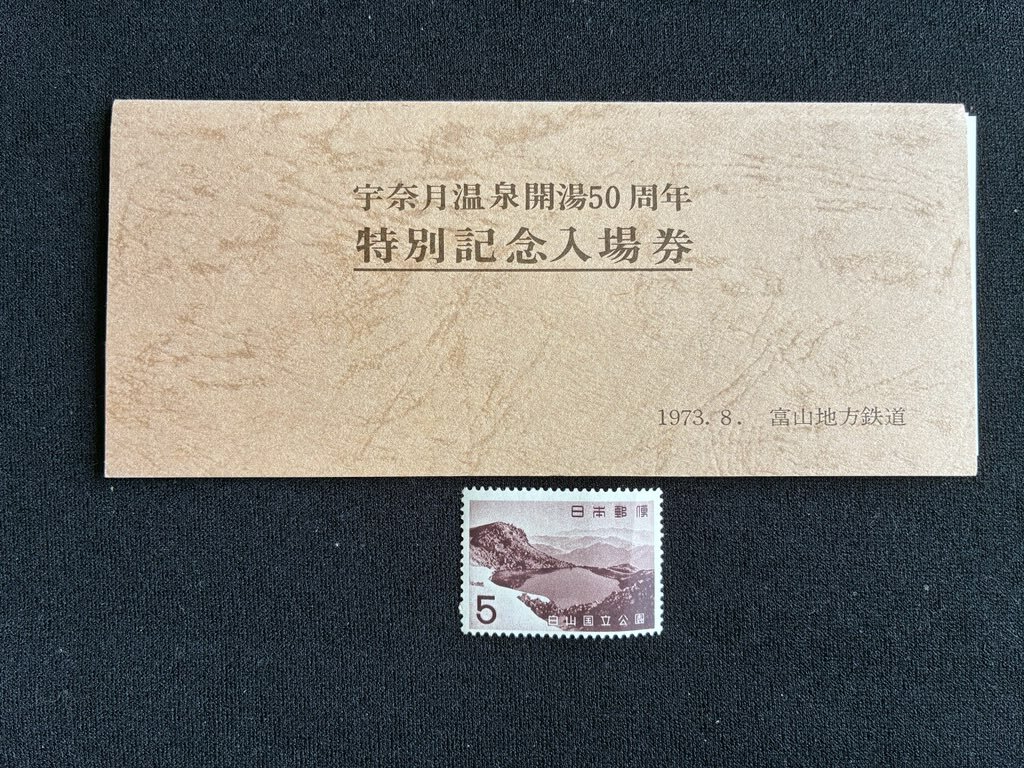 宇奈月温泉開湯50周年
特別記念入場券
1973. 8. 富山地方鉄道
日本郵便
5
白山国立公園